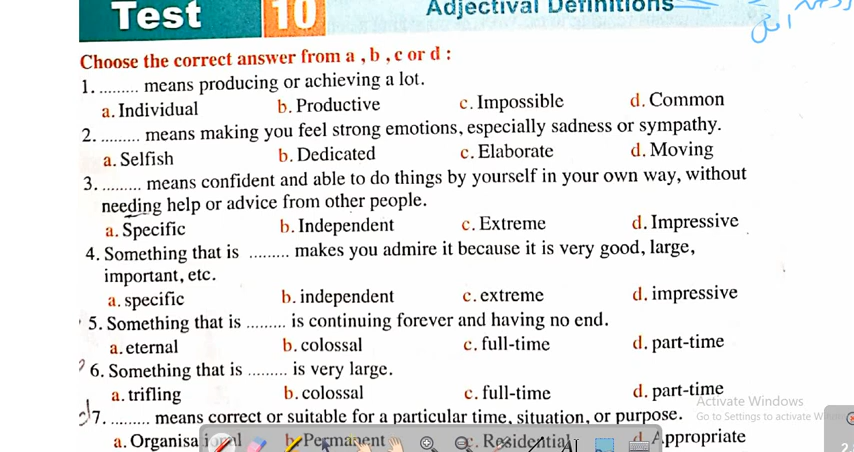 Test 10 Adjectival Definitions
Choose the correct answer from a , b , c or d :
1. ......... means producing or achieving a lot.
a. Individual b. Productive c. Impossible d. Common
2. ......... means making you feel strong emotions, especially sadness or sympathy.
a. Selfish b. Dedicated c. Elaborate d. Moving
3. ......... means confident and able to do things by yourself in your own way, without
needing help or advice from other people.
a. Specific b. Independent c. Extreme d. Impressive
4. Something that is ......... makes you admire it because it is very good, large,
important, etc.
a. specific b. independent c. extreme d. impressive
5. Something that is ......... is continuing forever and having no end.
a. eternal b. colossal c. full-time d. part-time
6. Something that is ......... is very large.
a. trifling b. colossal c. full-time d. part-time
Activate Windows
7. ......... means correct or suitable for a particular time, situation, or purpose.
Go to Settings to activate
a. Organisa b. Permanent c. Residential d. Appropriate